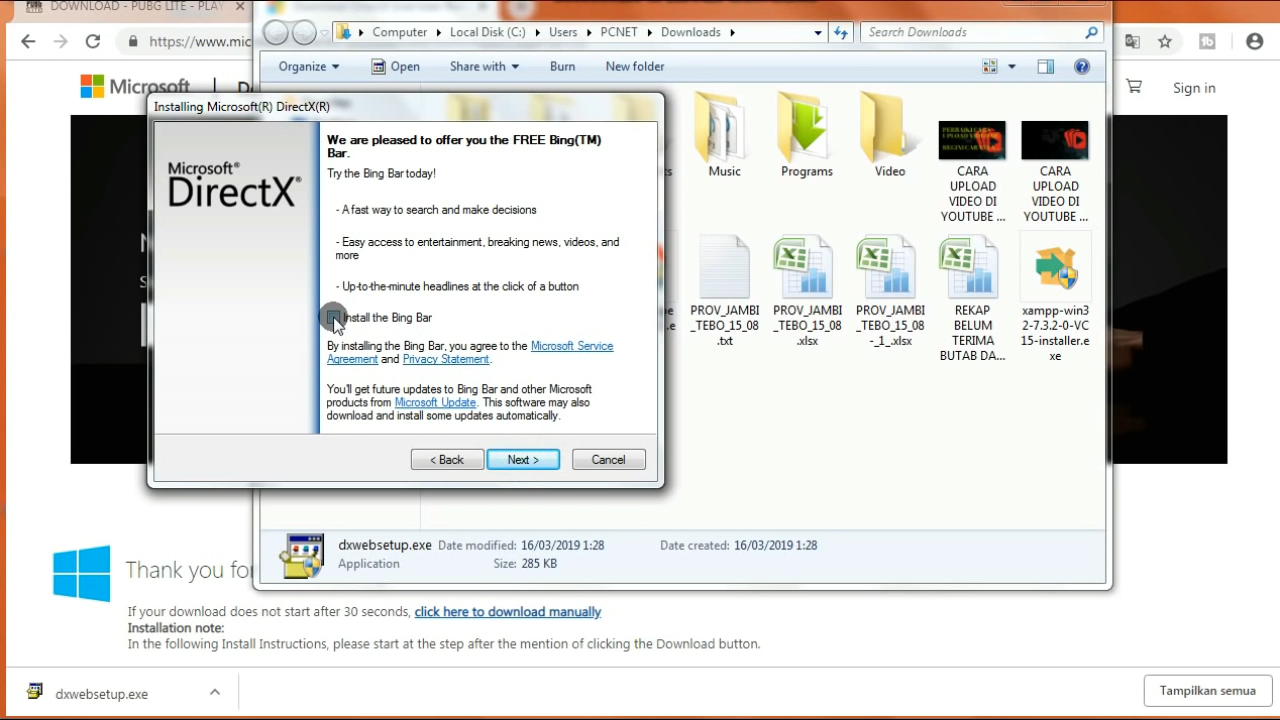 DOWNLOAD - PUBG LITE - PLAY
https://www.mic
Computer
Local Disk (C:)
Users
PCNET
Downloads
Search Downloads
Organize
Open
Share with
Burn
New folder
Microsoft
Sign in
Installing Microsoft(R) DirectX(R)
Microsoft®
DirectX®
We are pleased to offer you the FREE Bing(TM)
Bar.
Try the Bing Bar today!
- A fast way to search and make decisions
- Easy access to entertainment, breaking news, videos, and
more
- Up-to-the-minute headlines at the click of a button
Install the Bing Bar
By installing the Bing Bar, you agree to the Microsoft Service
Agreement and Privacy Statement.
You'll get future updates to Bing Bar and other Microsoft
products from Microsoft Update. This software may also
download and install some updates automatically.
< Back
Next >
Cancel
Music
Programs
Video
CARA
UPLOAD
VIDEO DI
YOUTUBE ...
CARA
UPLOAD
VIDEO DI
YOUTUBE ...
PROV_JAMBI
_TEBO_15_08
.txt
PROV_JAMBI
_TEBO_15_08
.xlsx
PROV_JAMBI
_TEBO_15_08
-_1_.xlsx
REKAP
BELUM
TERIMA
BUTAB DA...
xampp-win3
2-7.3.2-0-VC
15-installer.e
xe
dxwebsetup.exe
Date modified: 16/03/2019 1:28
Date created: 16/03/2019 1:28
Application
Size: 285 KB
Thank you fo
If your download does not start after 30 seconds, click here to download manually
Installation note:
In the following Install Instructions, please start at the step after the mention of clicking the Download button.
dxwebsetup.exe
Tampilkan semua